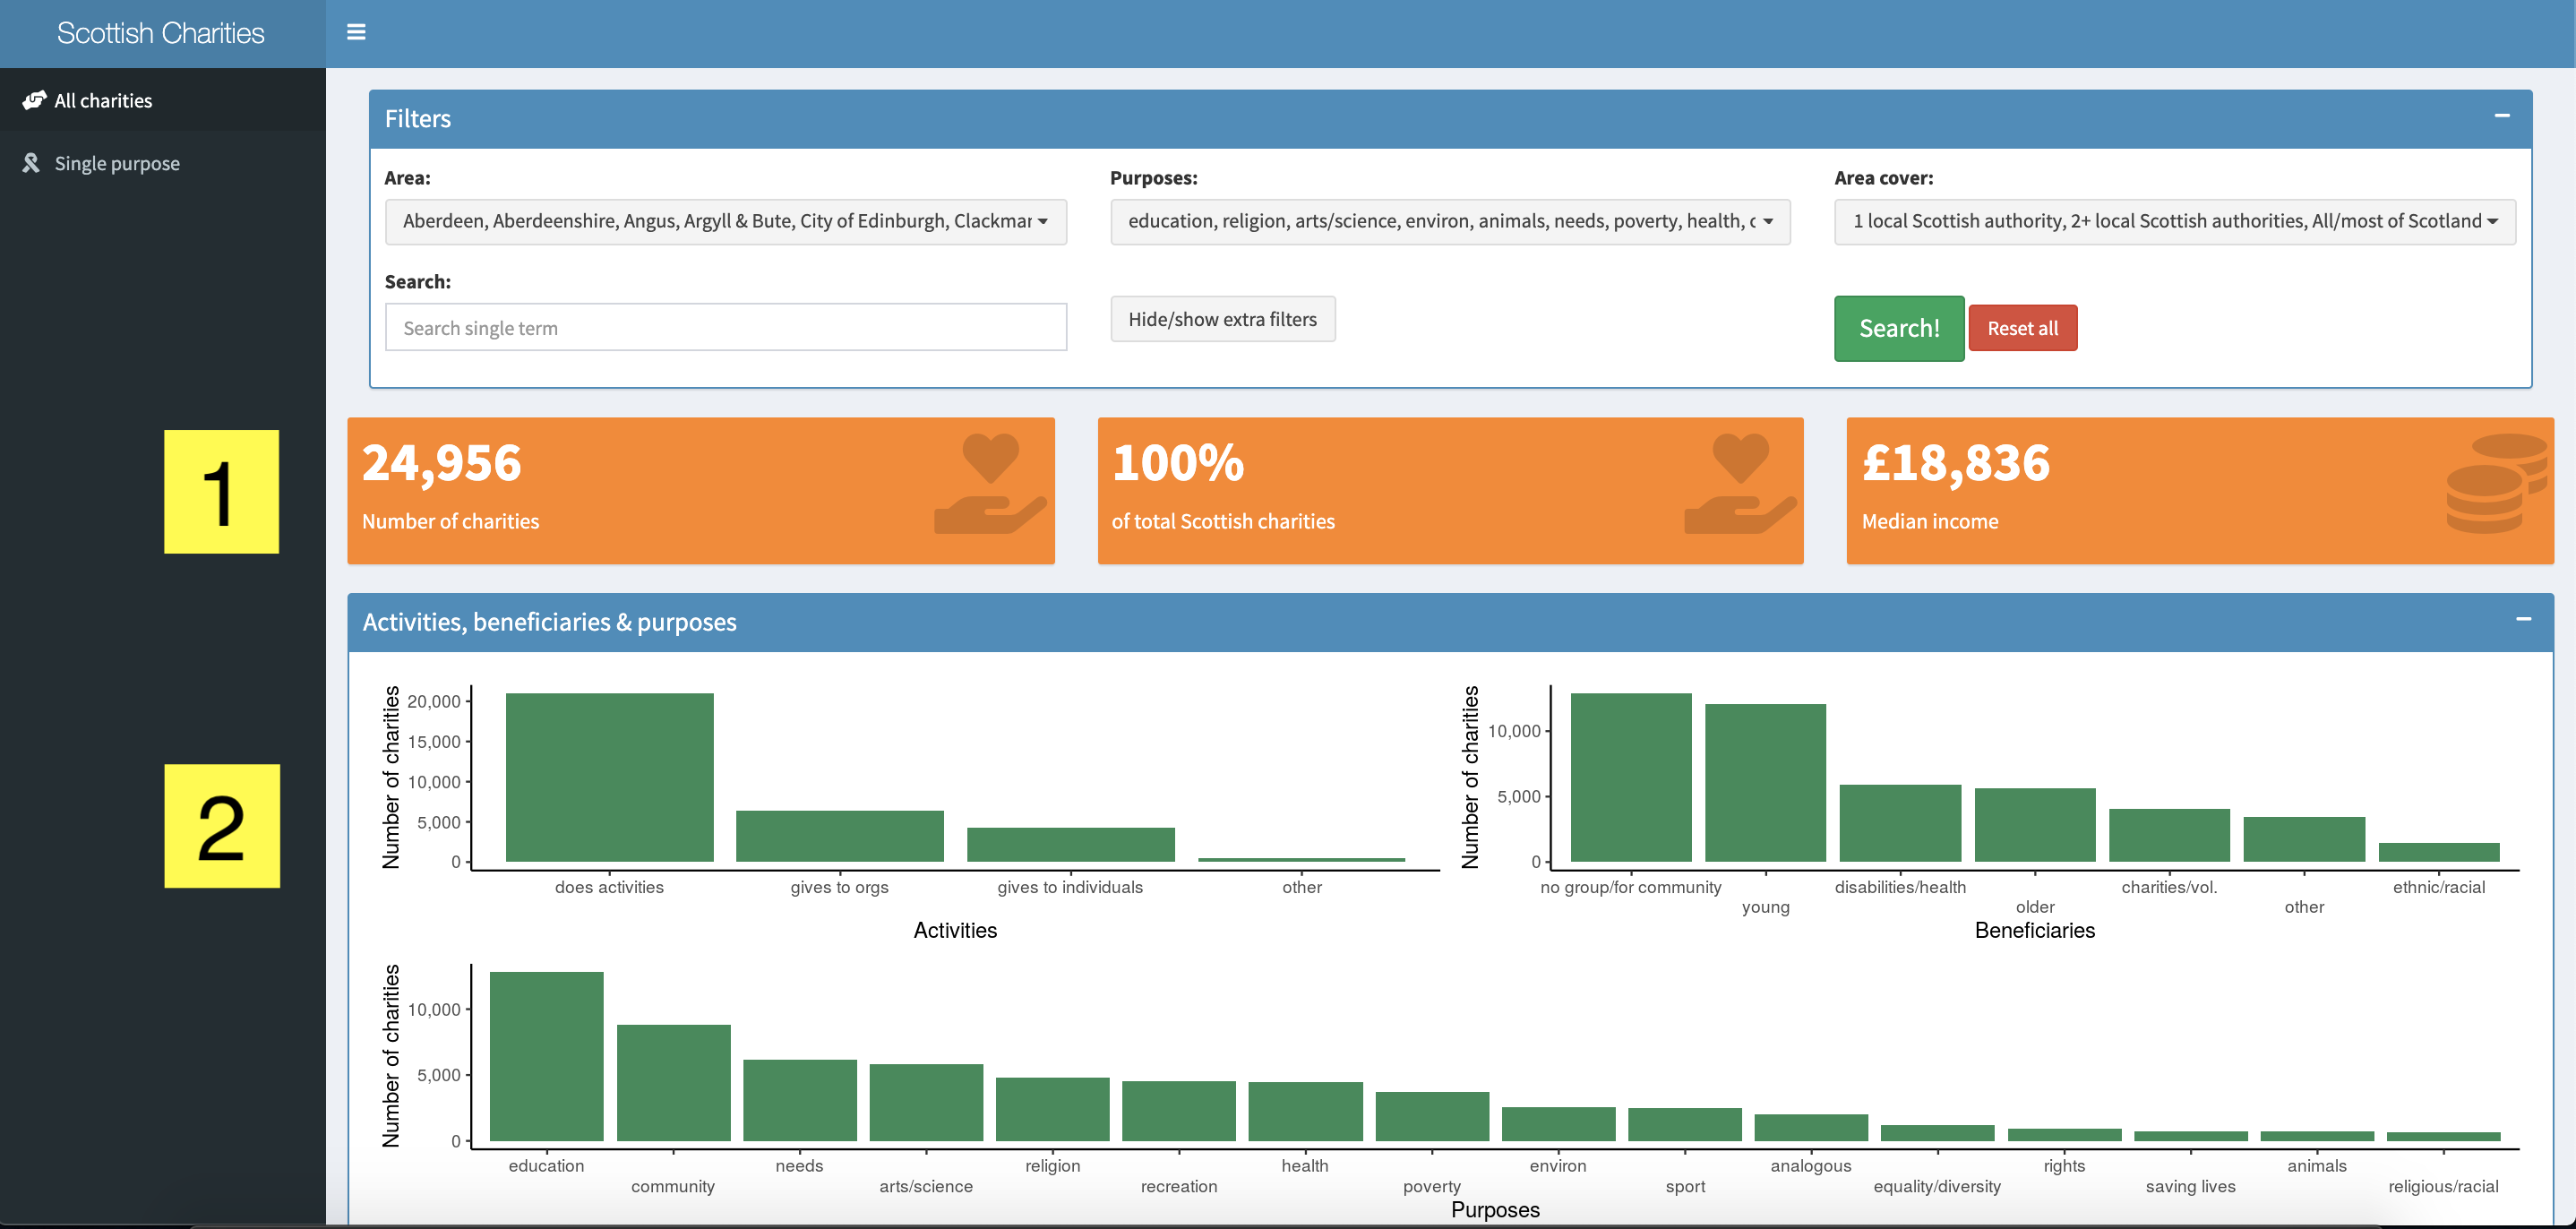 Scottish Charities
All charities
Single purpose
Filters
Area:
Purposes:
Area cover:
Aberdeen, Aberdeenshire, Angus, Argyll & Bute, City of Edinburgh, Clackmar
education, religion, arts/science, environ, animals, needs, poverty, health, c
1 local Scottish authority, 2+ local Scottish authorities, All/most of Scotland
Search:
Search single term
Hide/show extra filters
Search!
Reset all
1
24,956
Number of charities
100%
of total Scottish charities
£18,836
Median income
2
Activities, beneficiaries & purposes
Number of charities
20,000
15,000
10,000
5,000
0
does activities
gives to orgs
gives to individuals
other
Activities
Number of charities
10,000
5,000
0
no group/for community
young
disabilities/health
older
charities/vol.
other
ethnic/racial
Beneficiaries
Number of charities
10,000
5,000
0
education
community
needs
arts/science
religion
recreation
health
poverty
environ
sport
analogous
equality/diversity
rights
saving lives
animals
religious/racial
Purposes